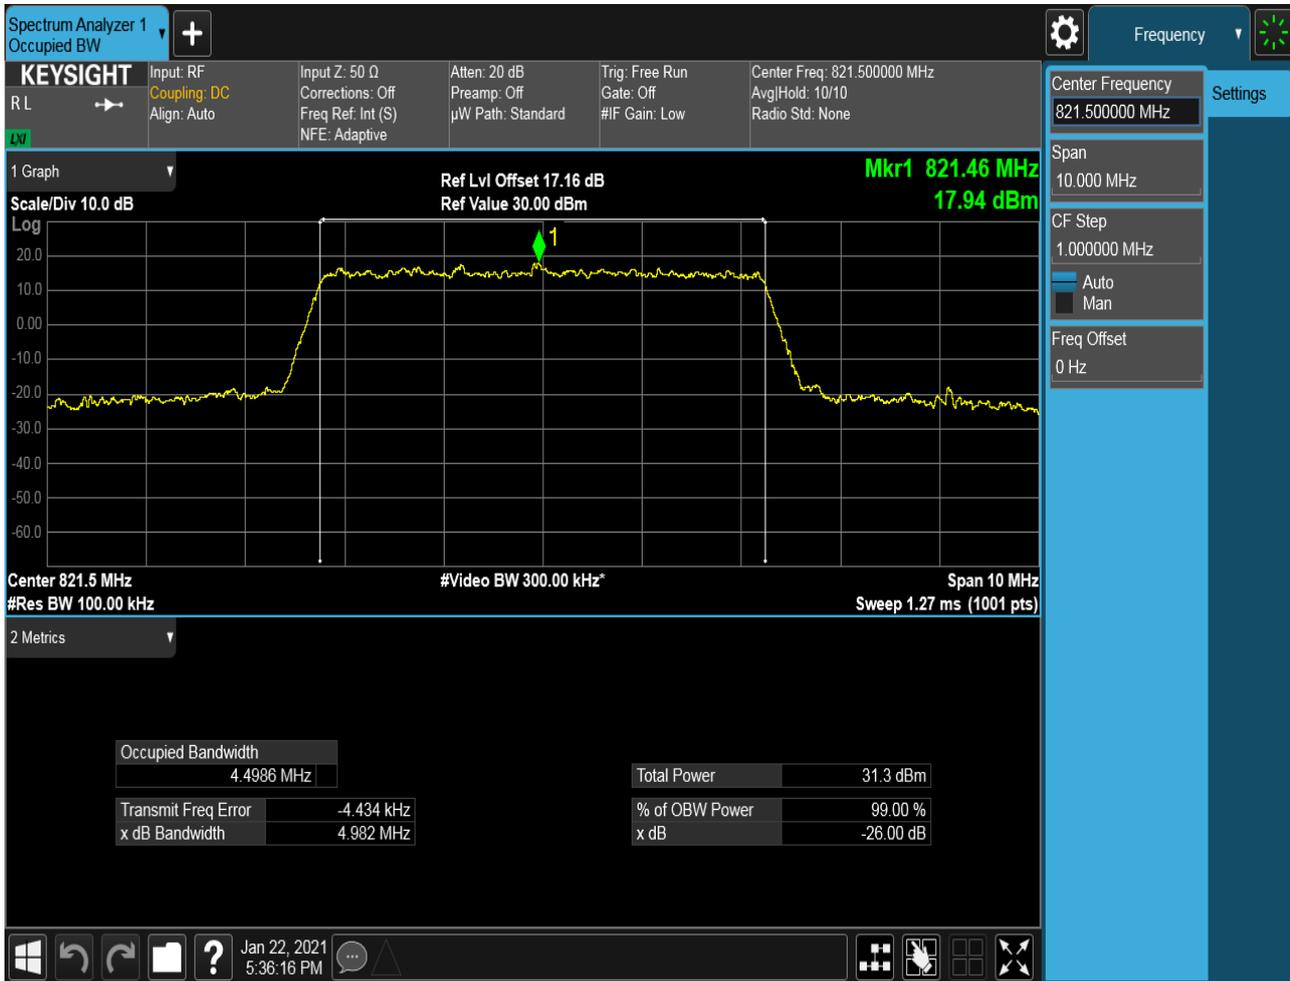 Spectrum Analyzer 1
Occupied BW
Frequency
KEYSIGHT
R L
LXI
Input: RF
Coupling: DC
Align: Auto
Input Z: 50 Ω
Corrections: Off
Freq Ref: Int (S)
NFE: Adaptive
Atten: 20 dB
Preamp: Off
µW Path: Standard
Trig: Free Run
Gate: Off
#IF Gain: Low
Center Freq: 821.500000 MHz
Avg|Hold: 10/10
Radio Std: None
Center Frequency
821.500000 MHz
Settings
Span
10.000 MHz
CF Step
1.000000 MHz
Auto
Man
Freq Offset
0 Hz
1 Graph
Ref Lvl Offset 17.16 dB
Mkr1 821.46 MHz
Scale/Div 10.0 dB
Ref Value 30.00 dBm
17.94 dBm
Log
1
20.0
10.0
0.00
-10.0
-20.0
-30.0
-40.0
-50.0
-60.0
Center 821.5 MHz
#Video BW 300.00 kHz*
Span 10 MHz
#Res BW 100.00 kHz
Sweep 1.27 ms (1001 pts)
2 Metrics
Occupied Bandwidth
4.4986 MHz
Total Power 31.3 dBm
Transmit Freq Error -4.434 kHz
% of OBW Power 99.00 %
x dB Bandwidth 4.982 MHz
x dB -26.00 dB
?
Jan 22, 2021
5:36:16 PM